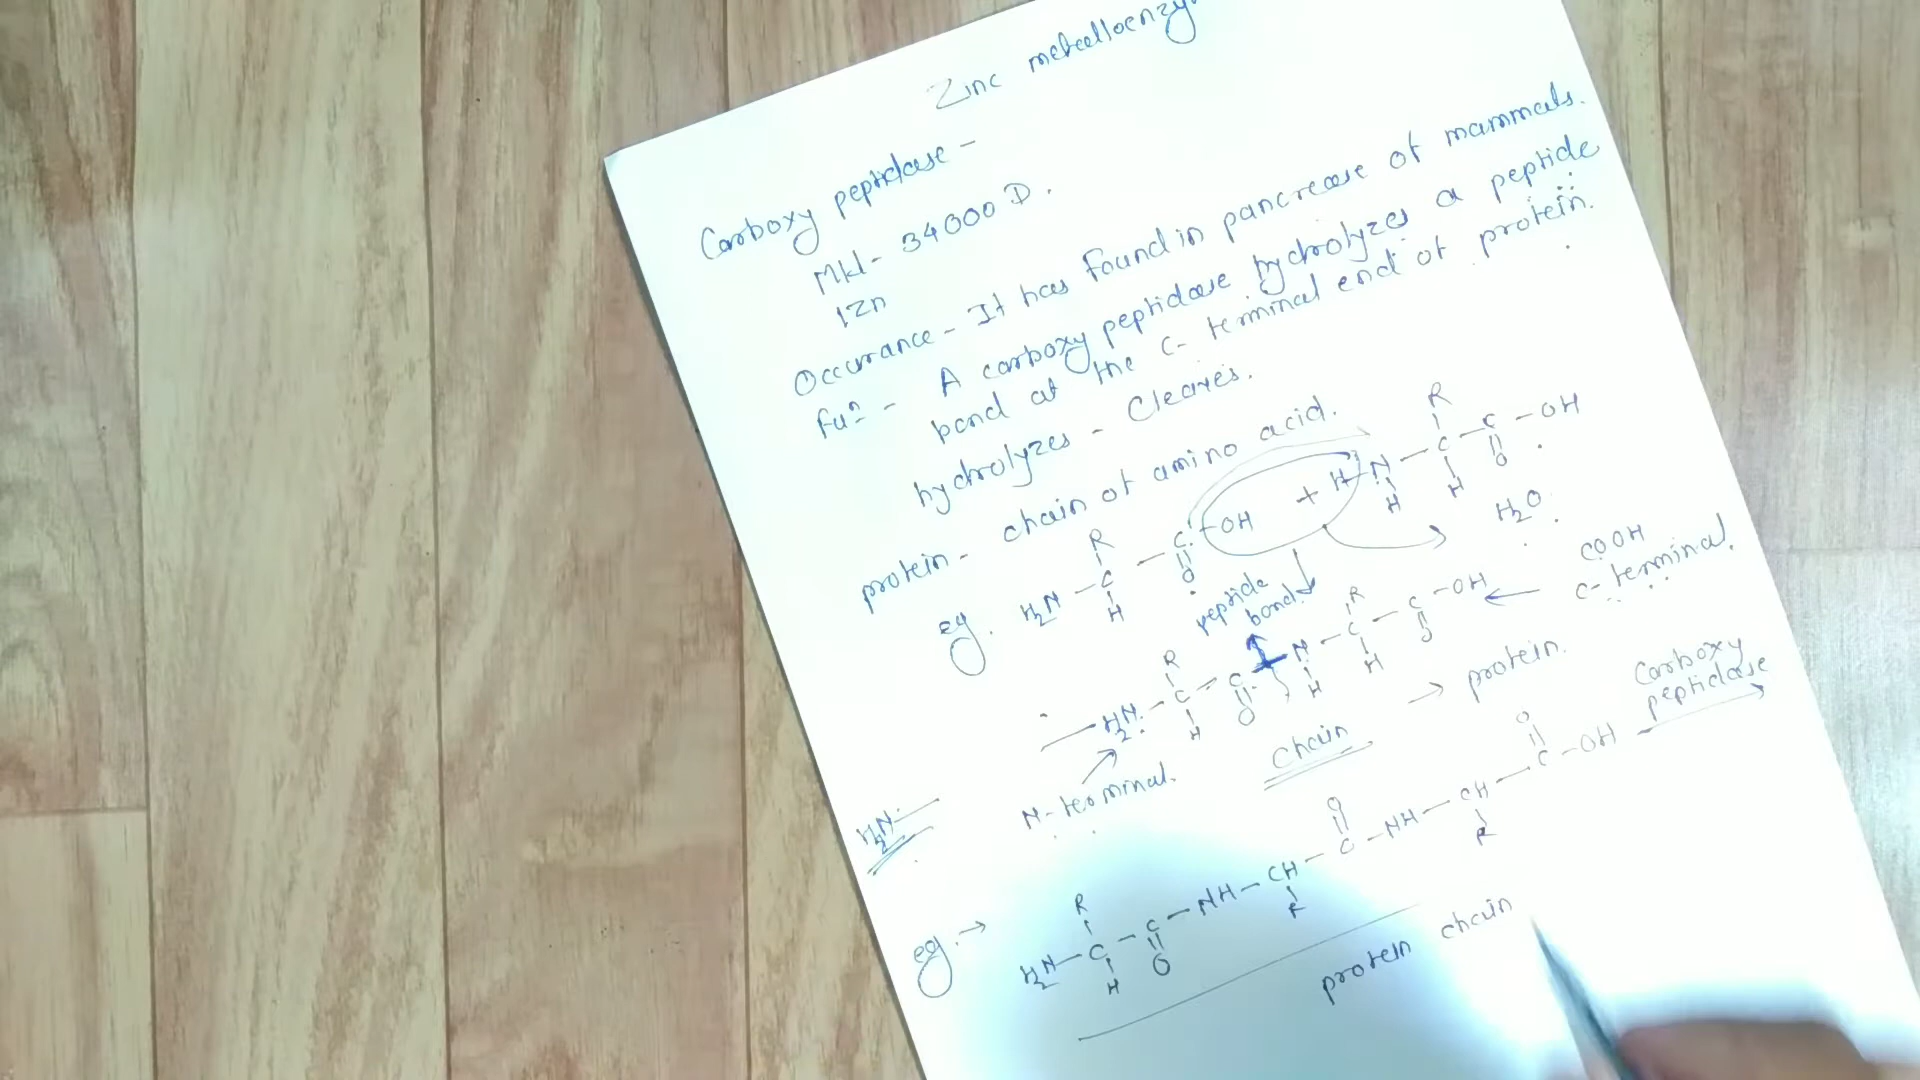 Zinc metalloenzy
Carboxy peptidase -
Mkl - 34000 D.
1Zn
Occurrance - It has found in pancrease of mammals.
fun - A carboxy peptidase hydrolyzes a peptide
bond at the C- terminal end of protein.
hydrolyzes - Cleaves.
protein - chain of amino acid.
eg. H2N - C - C - OH + H - N - C - C - OH
R
H
O
H
R
H
O
H2O
peptide
bond.
COOH
C- terminal.
H2N - C - C - N - C - C - OH
R
H
O
H
R
H
O
N- terminal.
chain → protein.
H2N
Carboxy
peptidase
eg. → H2N - C - C - NH - CH - C - NH - CH - C - OH
R
H
O
R
O
R
O
protein chain